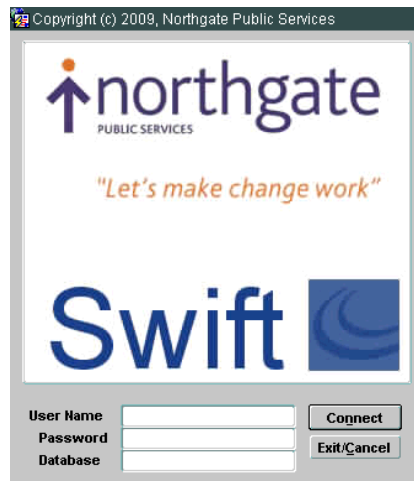 Copyright (c) 2009, Northgate Public Services
northgate
PUBLIC SERVICES
"Let's make change work"
Swift
User Name
Connect
Password
Exit/Cancel
Database